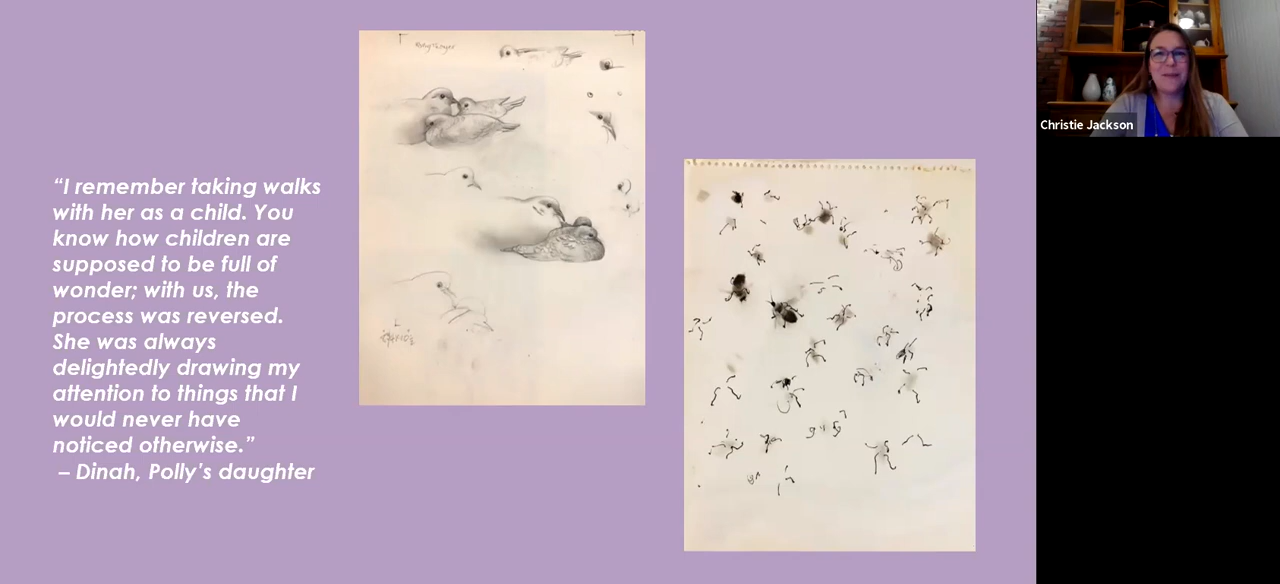 “I remember taking walks
with her as a child. You
know how children are
supposed to be full of
wonder; with us, the
process was reversed.
She was always
delightedly drawing my
attention to things that I
would never have
noticed otherwise.”
– Dinah, Polly’s daughter
Polly Thayer
Christie Jackson